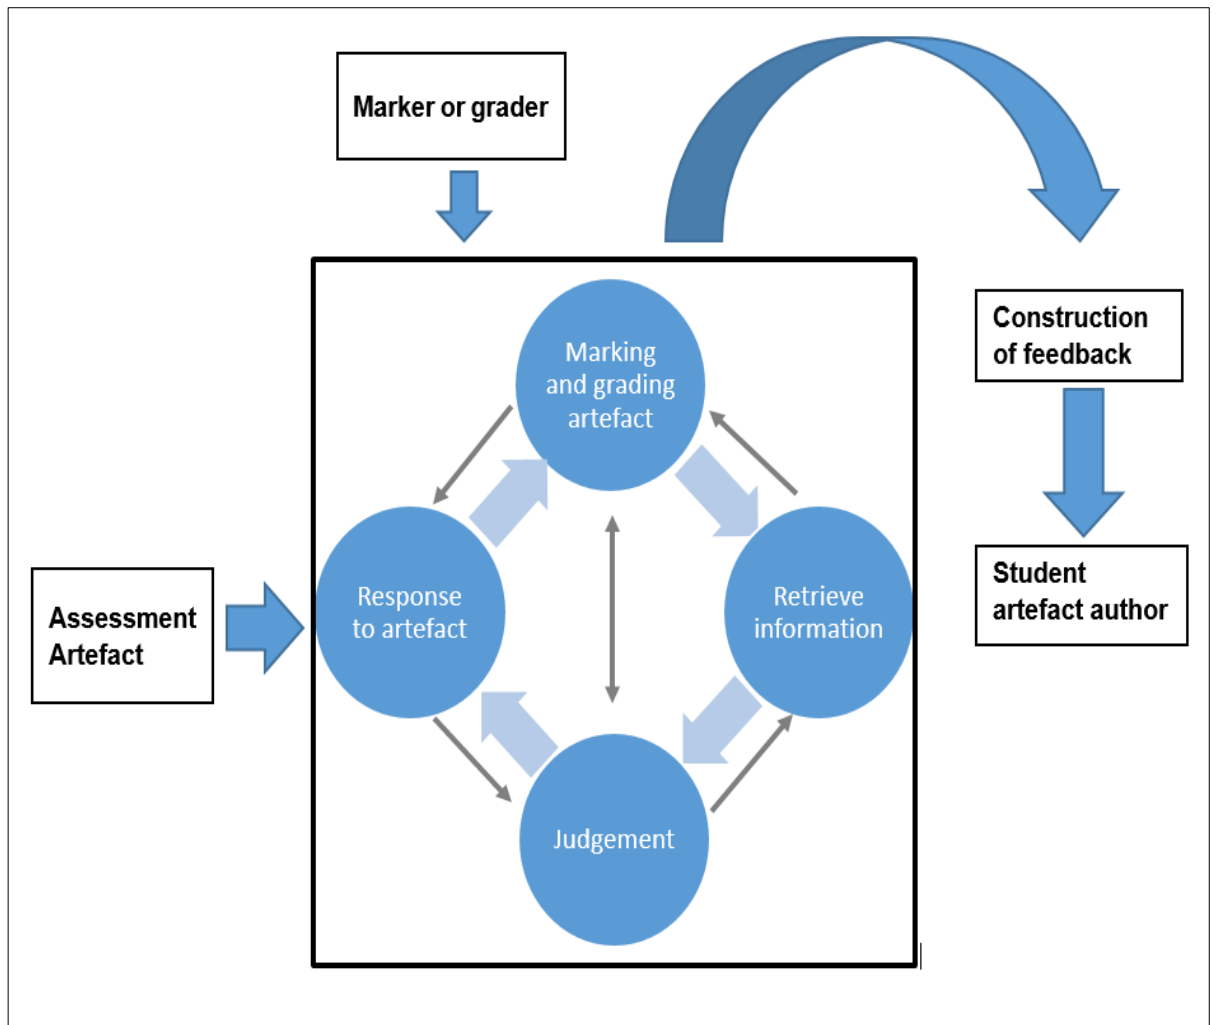 Marker or grader
Construction
of feedback
Marking
and grading
artefact
Response
to artefact
Retrieve
information
Assessment
Artefact
Student
artefact author
Judgement